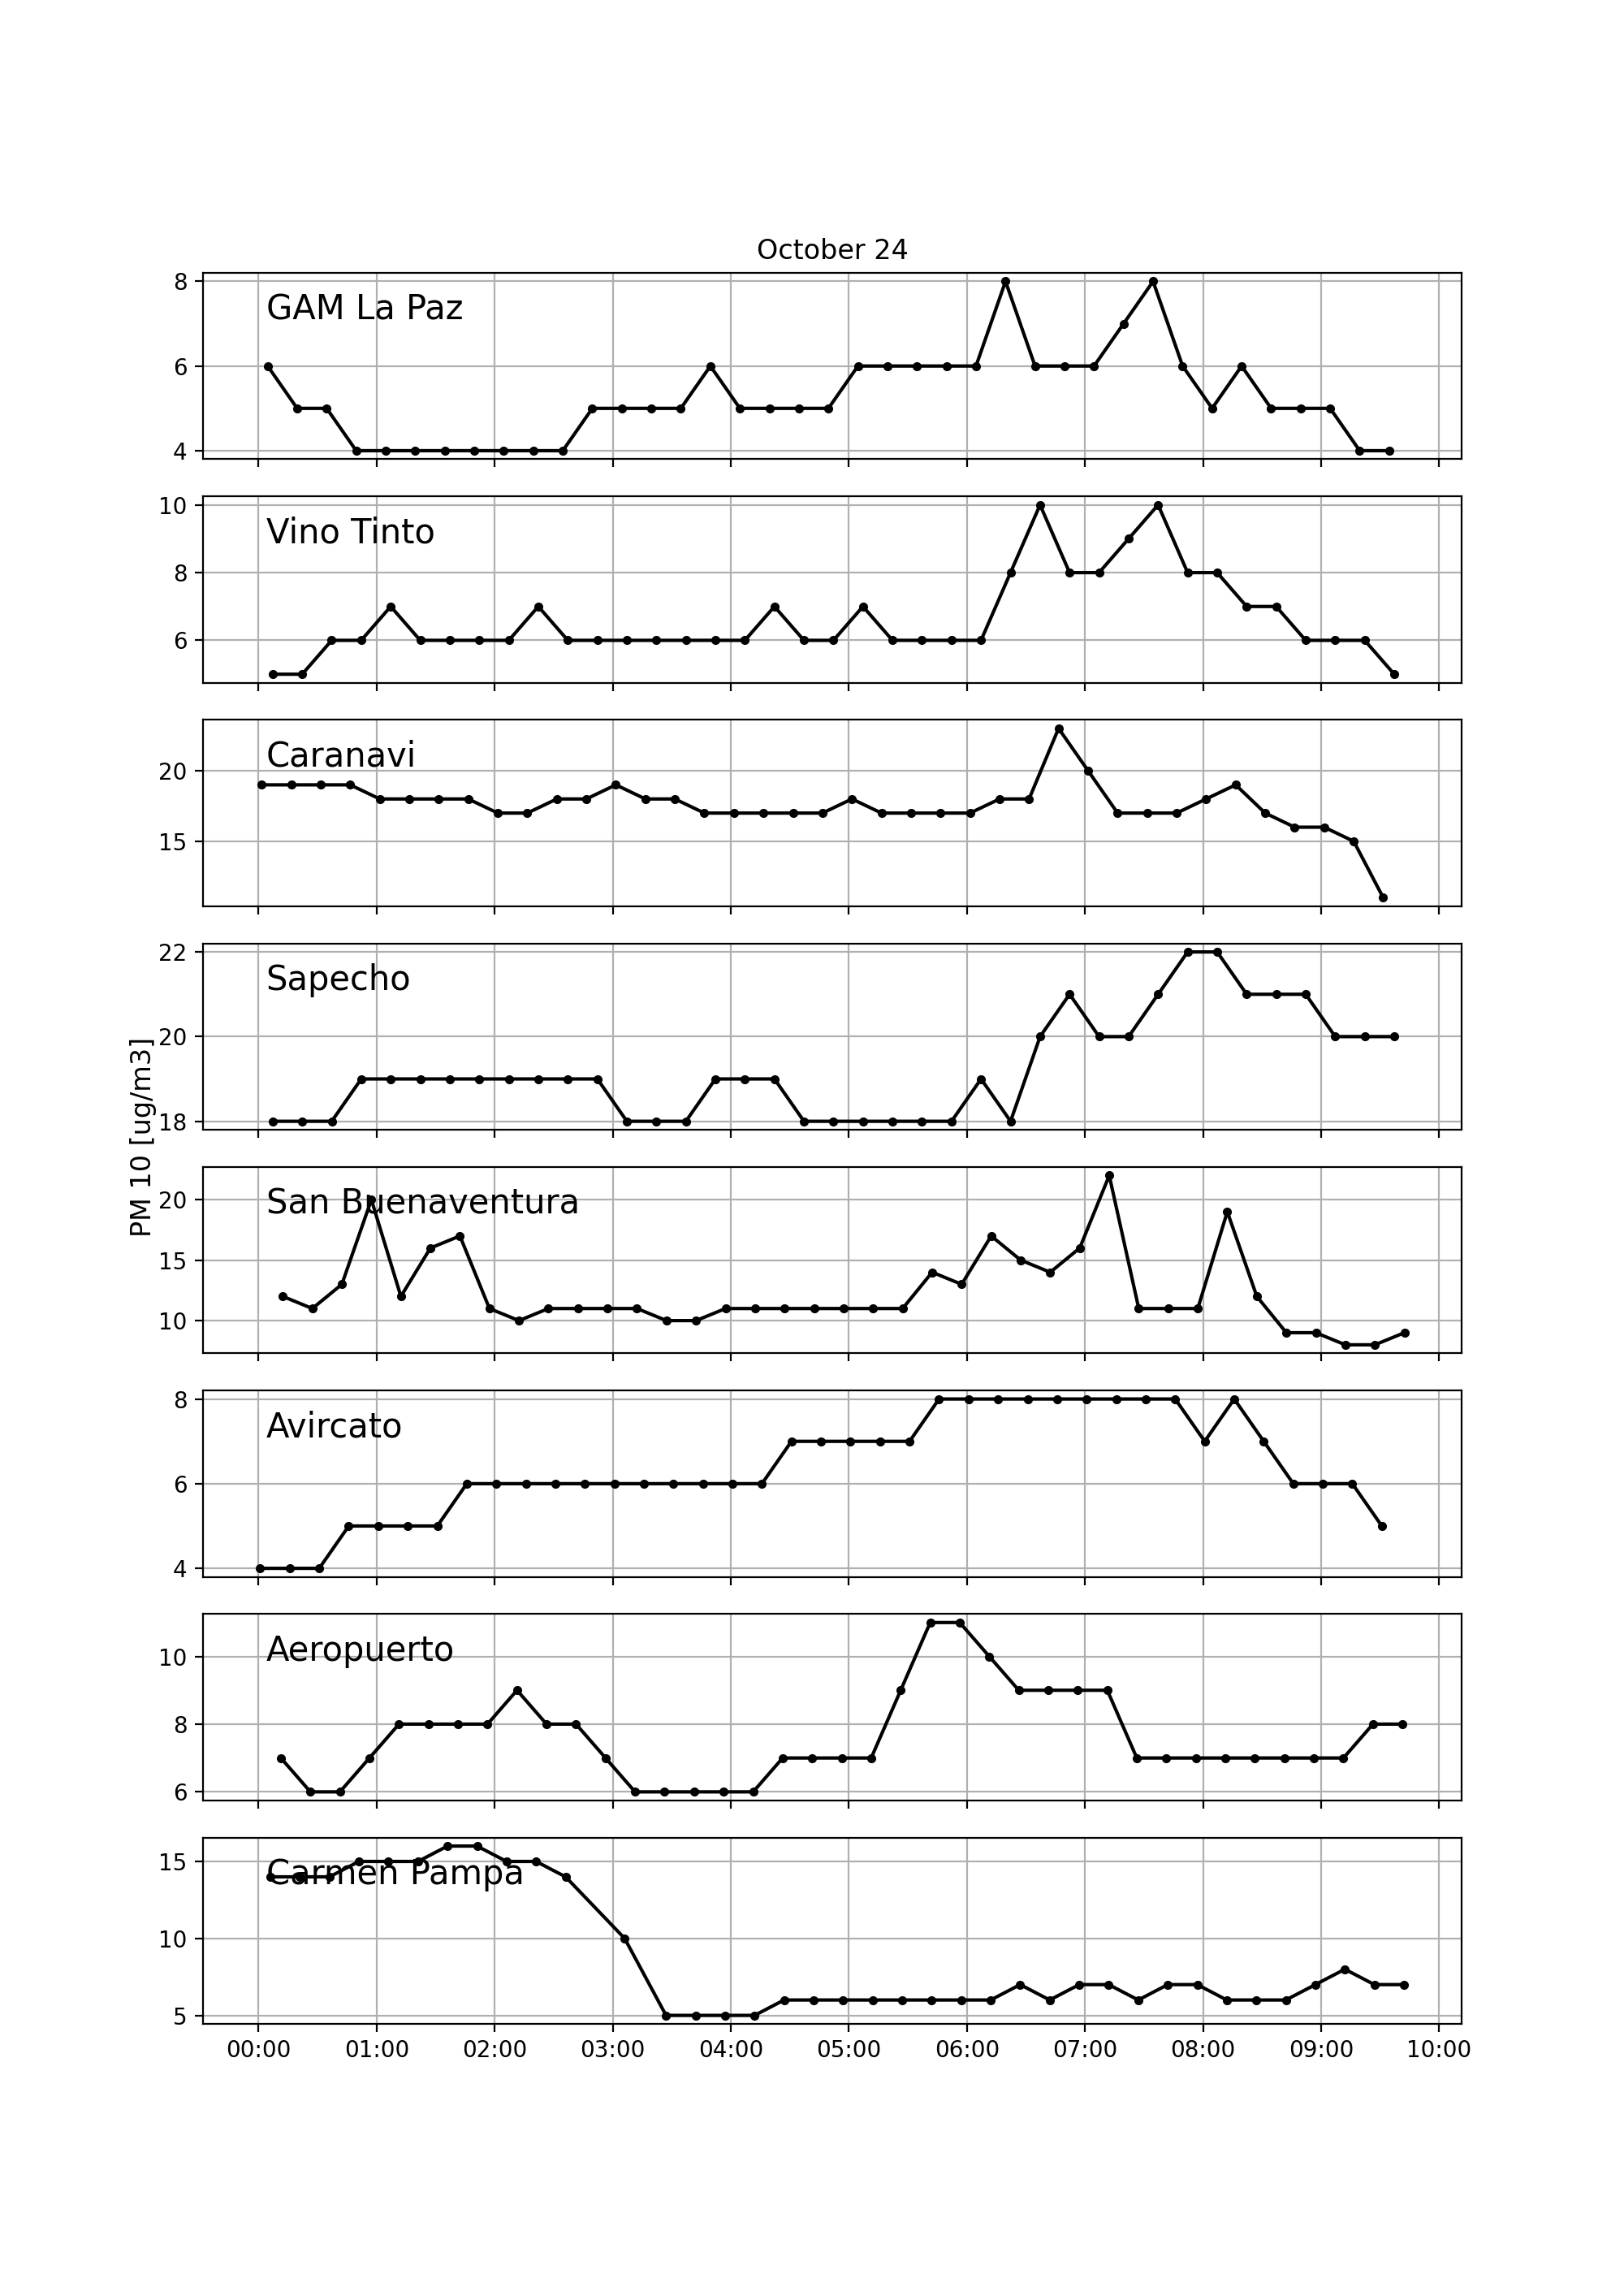 October 24
8
GAM La Paz
6
4
10
Vino Tinto
8
6
Caranavi
20
15
22
Sapecho
20
18
PM 10 [ug/m3]
San Buenaventura
20
15
10
8
Avircato
6
4
Aeropuerto
10
8
6
15
Carmen Pampa
10
5
00:00 01:00 02:00 03:00 04:00 05:00 06:00 07:00 08:00 09:00 10:00